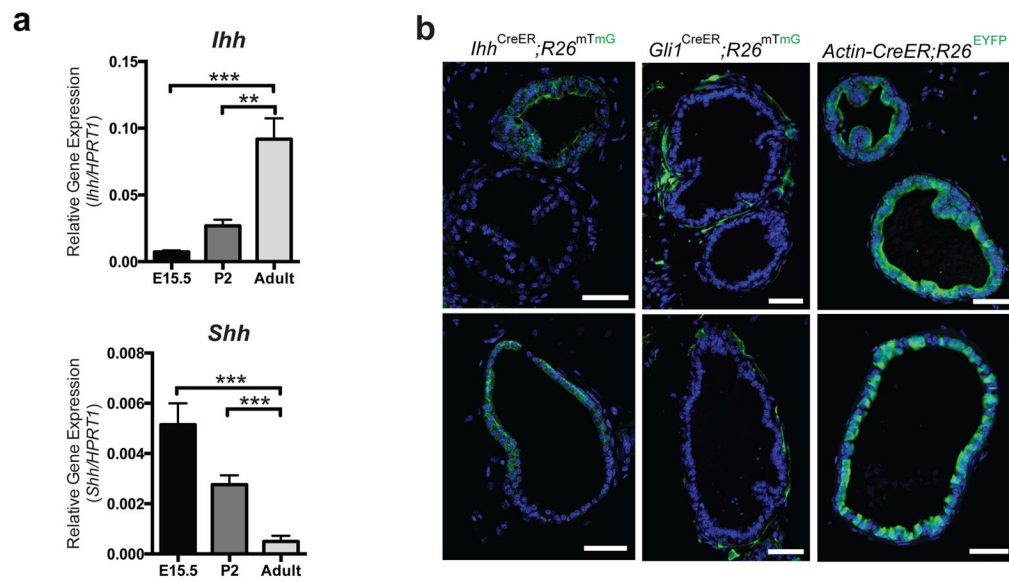 a
Ihh
Relative Gene Expression
(Ihh/HPRT1)
0.15
0.10
0.05
0.00
***
**
E15.5 P2 Adult
Shh
Relative Gene Expression
(Shh/HPRT1)
0.008
0.006
0.004
0.002
0.000
***
***
E15.5 P2 Adult
b
IhhCreER;R26mTmG
Gli1CreER;R26mTmG
Actin-CreER;R26EYFP